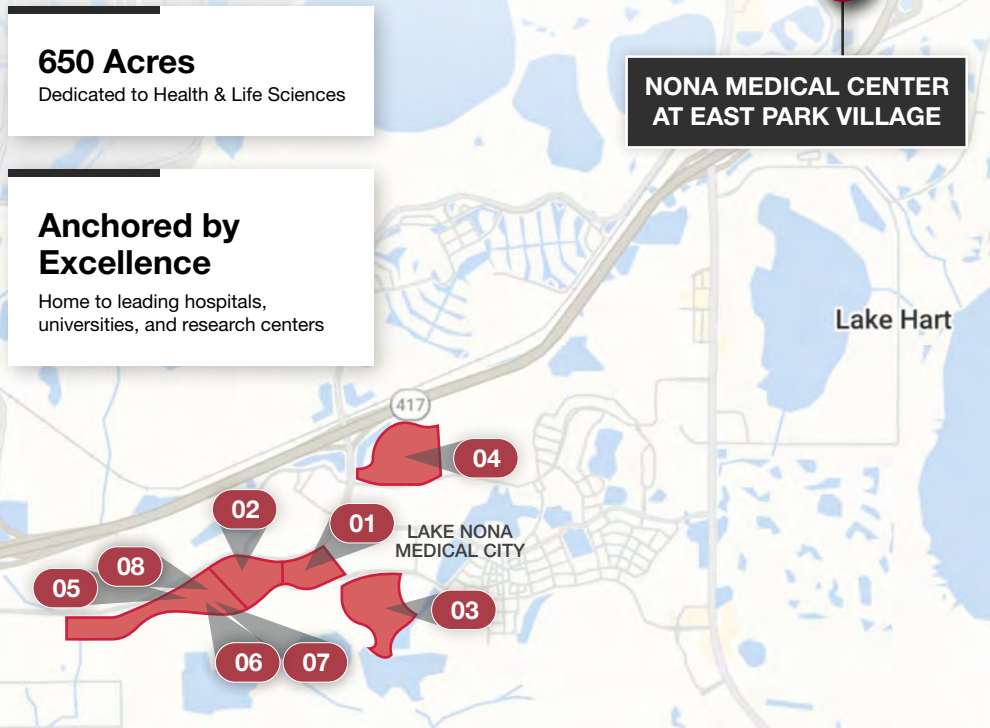 650 Acres
Dedicated to Health & Life Sciences
NONA MEDICAL CENTER
AT EAST PARK VILLAGE
Anchored by
Excellence
Home to leading hospitals,
universities, and research centers
Lake Hart
417
04
02
01
LAKE NONA
MEDICAL CITY
08
05
03
06
07